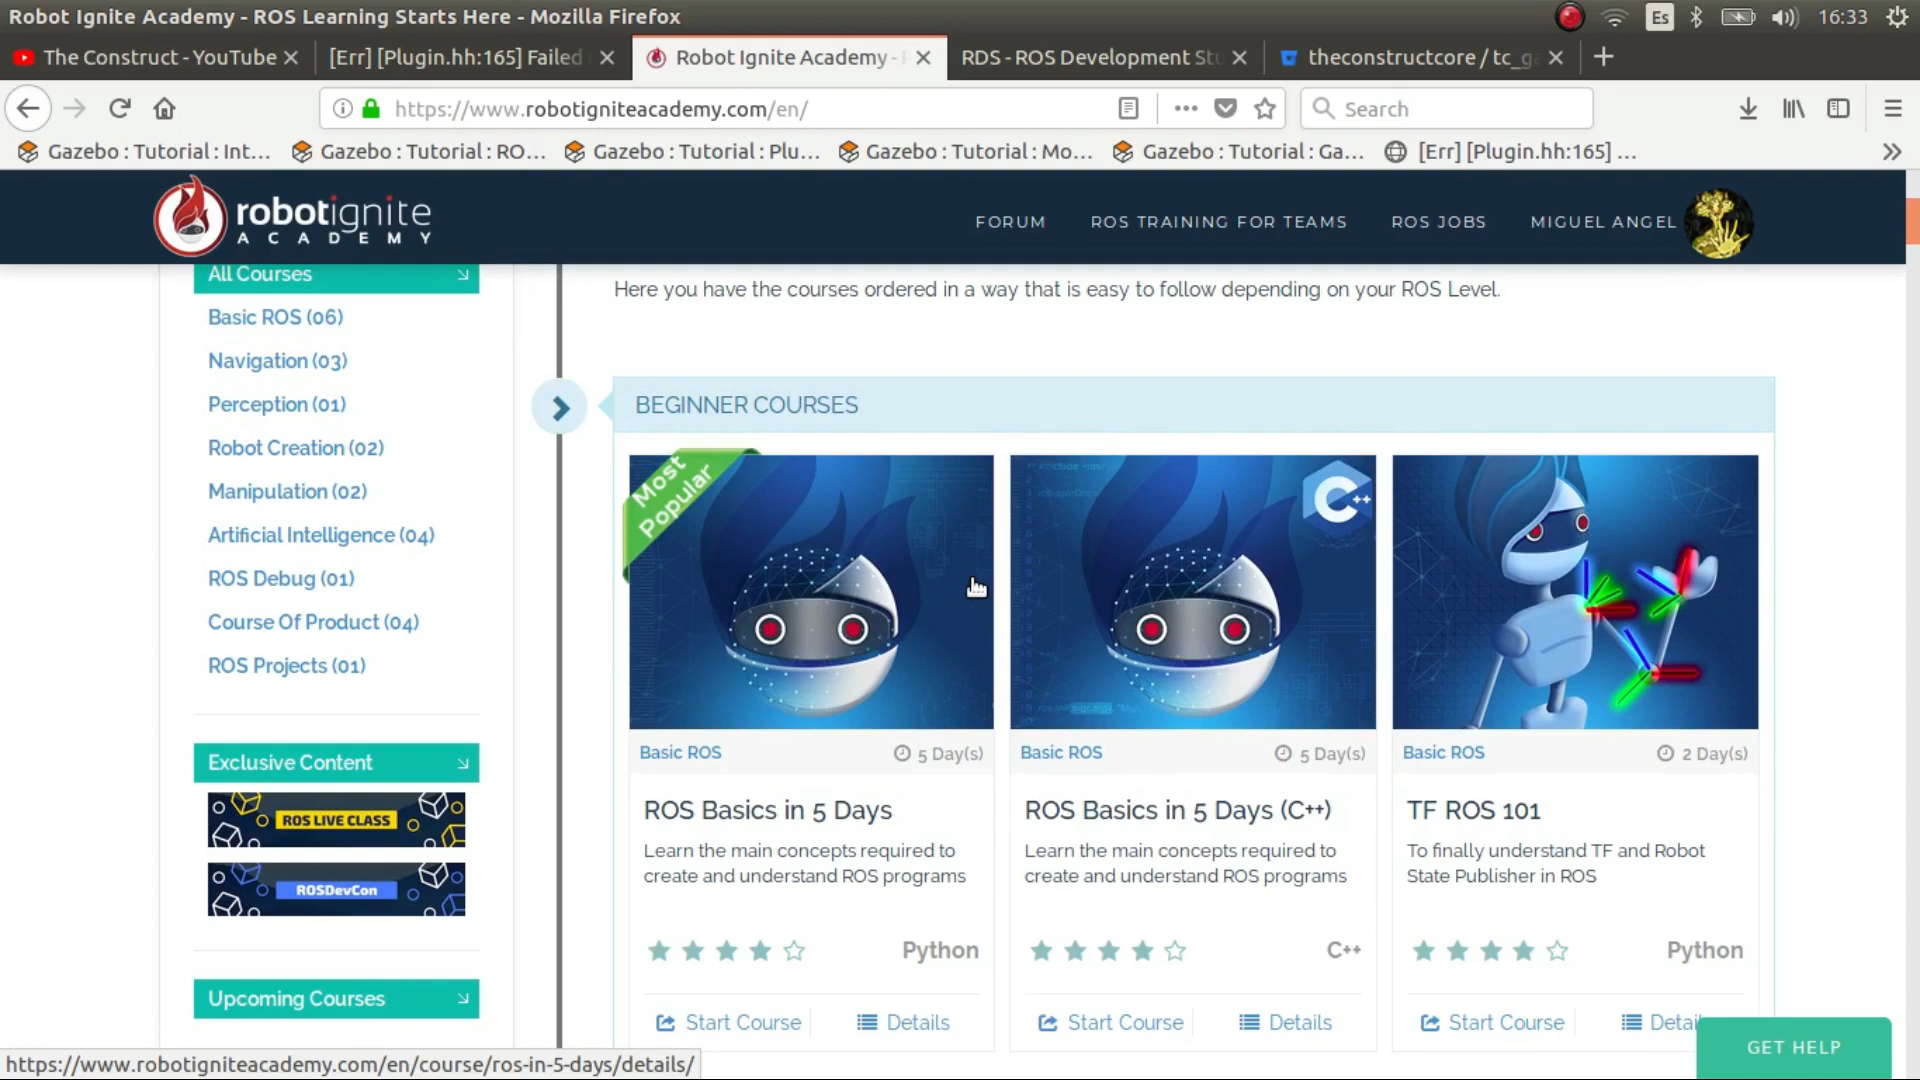 Robot Ignite Academy - ROS Learning Starts Here - Mozilla Firefox
Es
16:33
The Construct - YouTube
[Err] [Plugin.hh:165] Failed
Robot Ignite Academy -
RDS - ROS Development Stu
theconstructcore / tc_ga
https://www.robotigniteacademy.com/en/
Search
Gazebo : Tutorial : Int...
Gazebo : Tutorial : RO...
Gazebo : Tutorial : Plu...
Gazebo : Tutorial : Mo...
Gazebo : Tutorial : Ga...
[Err] [Plugin.hh:165] ...
robotignite
ACADEMY
FORUM
ROS TRAINING FOR TEAMS
ROS JOBS
MIGUEL ANGEL
All Courses
Basic ROS (06)
Navigation (03)
Perception (01)
Robot Creation (02)
Manipulation (02)
Artificial Intelligence (04)
ROS Debug (01)
Course Of Product (04)
ROS Projects (01)
Exclusive Content
ROS LIVE CLASS
ROSDevCon
Upcoming Courses
Here you have the courses ordered in a way that is easy to follow depending on your ROS Level.
BEGINNER COURSES
Most
Popular
Basic ROS
5 Day(s)
ROS Basics in 5 Days
Learn the main concepts required to
create and understand ROS programs
Python
Start Course
Details
C++
Basic ROS
5 Day(s)
ROS Basics in 5 Days (C++)
Learn the main concepts required to
create and understand ROS programs
C++
Start Course
Details
Basic ROS
2 Day(s)
TF ROS 101
To finally understand TF and Robot
State Publisher in ROS
Python
Start Course
Detai
GET HELP
https://www.robotigniteacademy.com/en/course/ros-in-5-days/details/